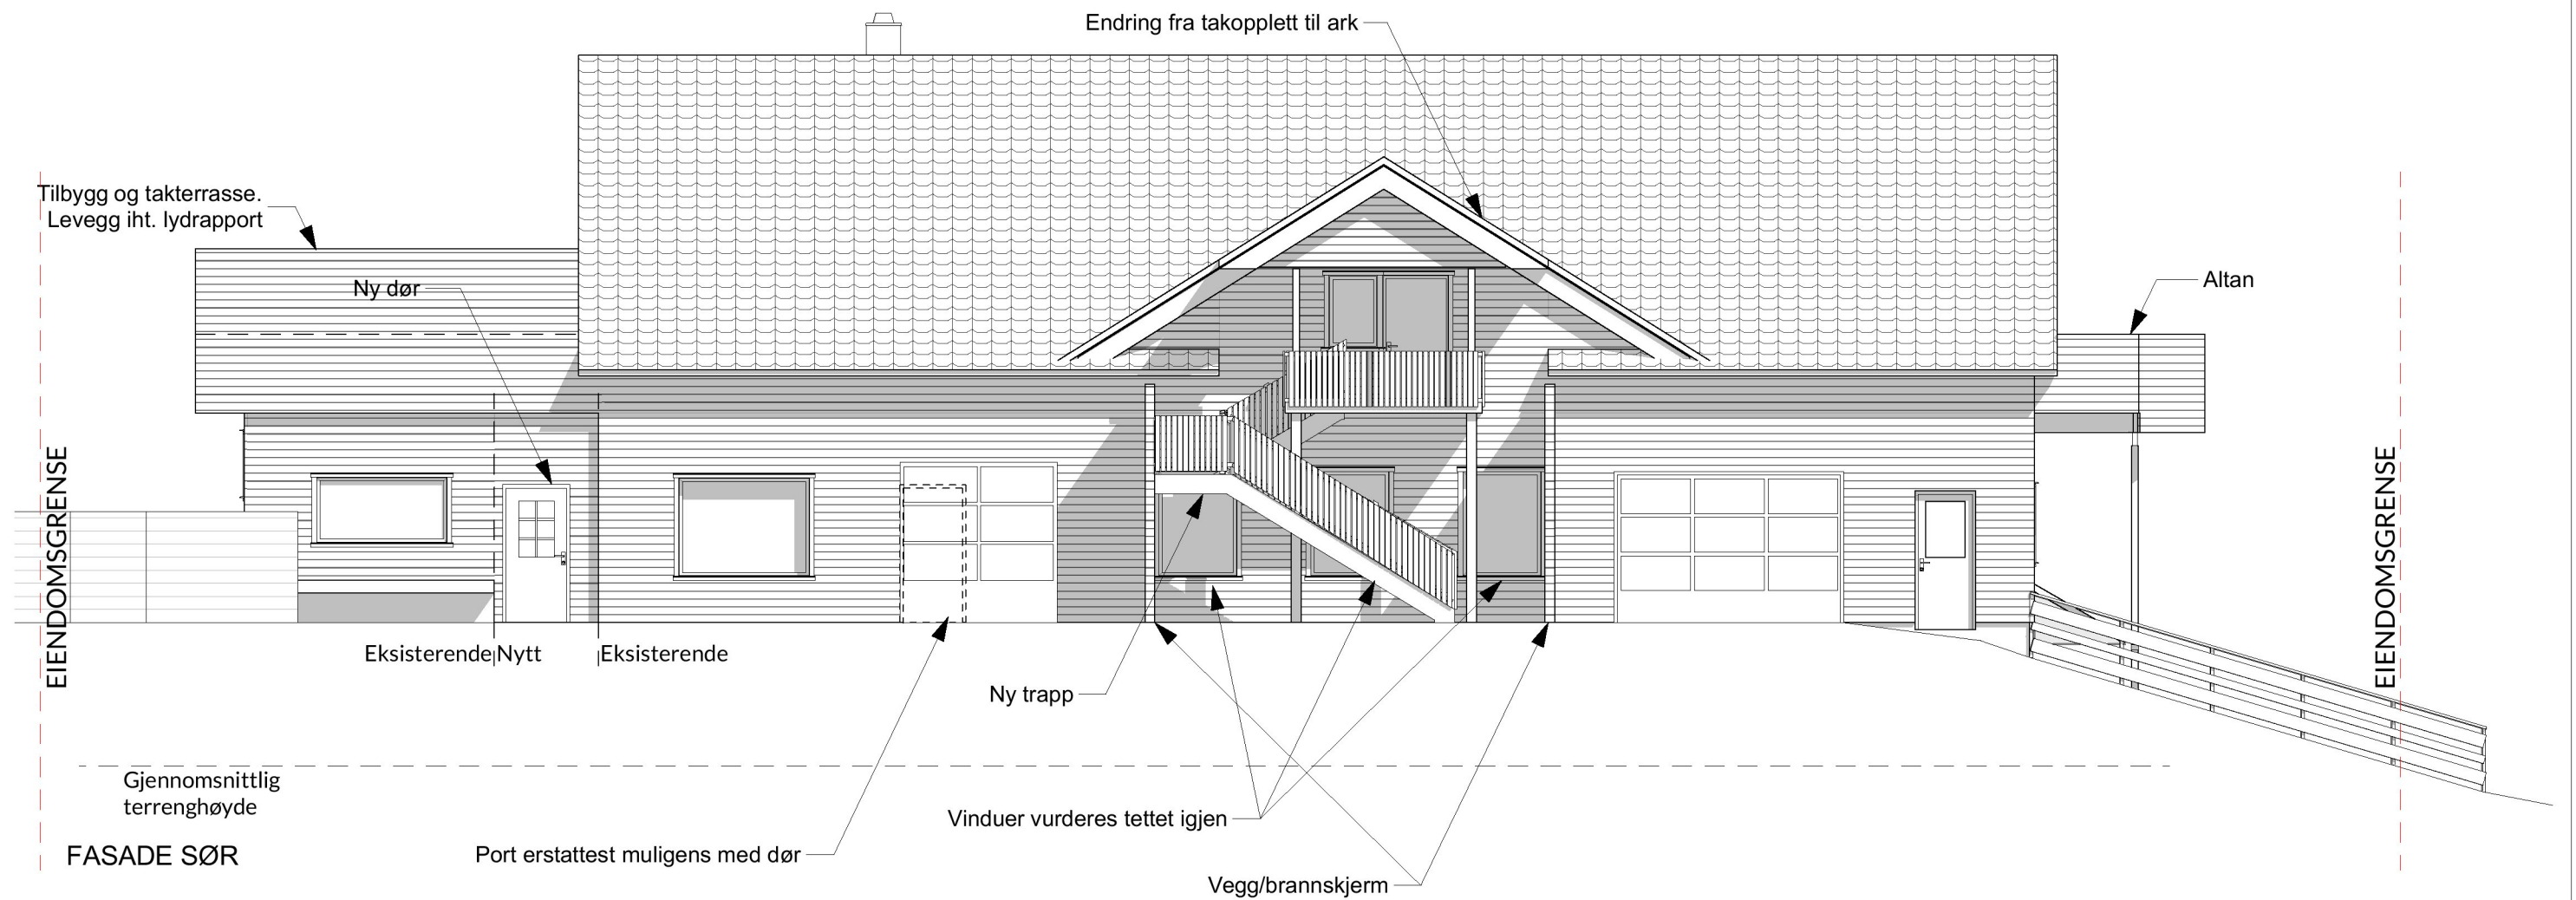 Endring fra takopplett til ark
Tilbygg og takterrasse.
Levegg iht. lydrapport
Ny dør
Altan
EIENDOMSGRENSE
EIENDOMSGRENSE
Eksisterende
Nytt
Eksisterende
Ny trapp
Gjennomsnittlig
terrenghøyde
Vinduer vurderes tettet igjen
FASADE SØR
Port erstattest muligens med dør
Vegg/brannskjerm